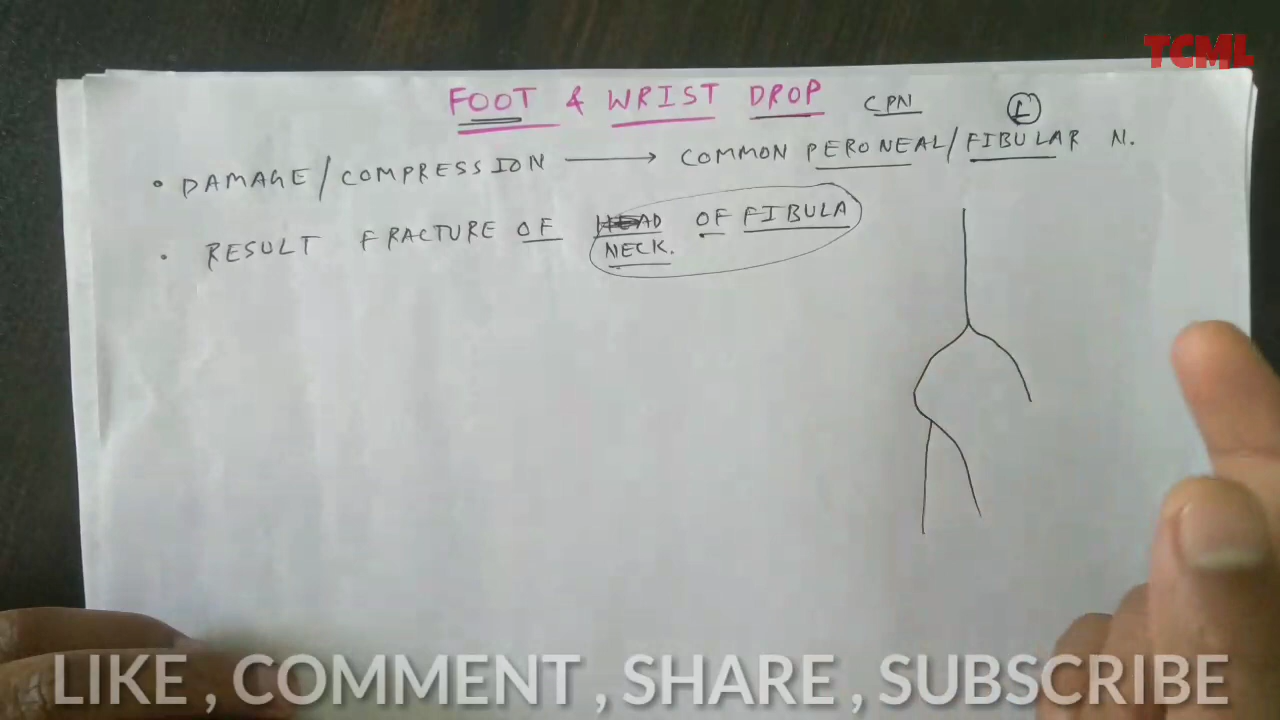 TCML
FOOT & WRIST DROP CPN L
• DAMAGE/COMPRESSION → COMMON PERONEAL/FIBULAR N.
• RESULT FRACTURE OF HEAD OF FIBULA
NECK.
LIKE , COMMENT , SHARE , SUBSCRIBE